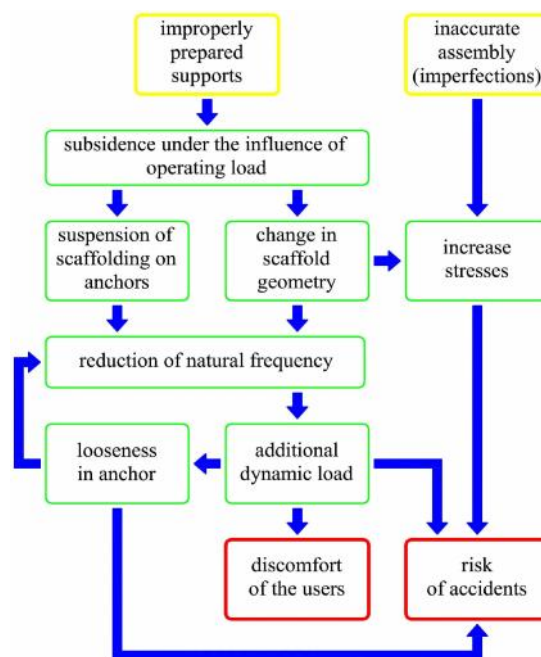 improperly
prepared
supports
inaccurate
assembly
(imperfections)
subsidence under the influence of
operating load
suspension of
scaffolding on
anchors
change in
scaffold
geometry
increase
stresses
reduction of natural frequency
looseness
in anchor
additional
dynamic load
discomfort
of the users
risk
of accidents